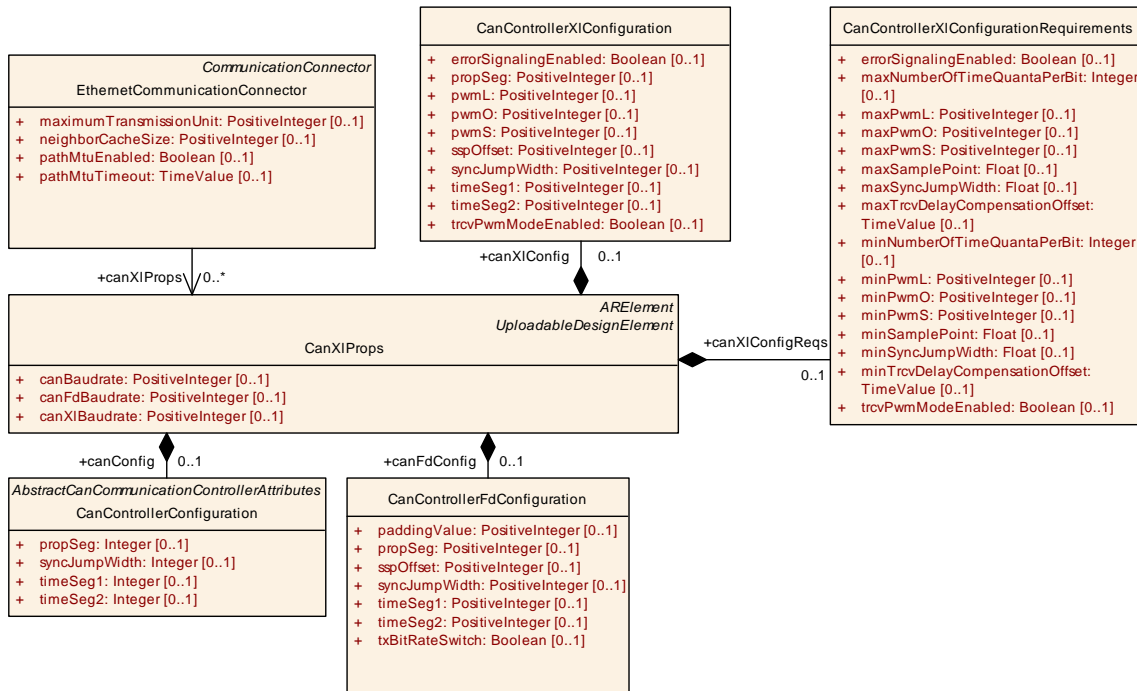 CommunicationConnector
EthernetCommunicationConnector
+ maximumTransmissionUnit: PositiveInteger [0..1]
+ neighborCacheSize: PositiveInteger [0..1]
+ pathMtuEnabled: Boolean [0..1]
+ pathMtuTimeout: TimeValue [0..1]
CanControllerXlConfiguration
+ errorSignalingEnabled: Boolean [0..1]
+ propSeg: PositiveInteger [0..1]
+ pwmL: PositiveInteger [0..1]
+ pwmO: PositiveInteger [0..1]
+ pwmS: PositiveInteger [0..1]
+ sspOffset: PositiveInteger [0..1]
+ syncJumpWidth: PositiveInteger [0..1]
+ timeSeg1: PositiveInteger [0..1]
+ timeSeg2: PositiveInteger [0..1]
+ trcvPwmModeEnabled: Boolean [0..1]
CanControllerXlConfigurationRequirements
+ errorSignalingEnabled: Boolean [0..1]
+ maxNumberOfTimeQuantaPerBit: Integer
[0..1]
+ maxPwmL: PositiveInteger [0..1]
+ maxPwmO: PositiveInteger [0..1]
+ maxPwmS: PositiveInteger [0..1]
+ maxSamplePoint: Float [0..1]
+ maxSyncJumpWidth: Float [0..1]
+ maxTrcvDelayCompensationOffset:
TimeValue [0..1]
+ minNumberOfTimeQuantaPerBit: Integer
[0..1]
+ minPwmL: PositiveInteger [0..1]
+ minPwmO: PositiveInteger [0..1]
+ minPwmS: PositiveInteger [0..1]
+ minSamplePoint: Float [0..1]
+ minSyncJumpWidth: Float [0..1]
+ minTrcvDelayCompensationOffset:
TimeValue [0..1]
+ trcvPwmModeEnabled: Boolean [0..1]
+canXlProps 0..*
+canXlConfig 0..1
+canXlConfigReqs
0..1
ARElement
UploadableDesignElement
CanXlProps
+ canBaudrate: PositiveInteger [0..1]
+ canFdBaudrate: PositiveInteger [0..1]
+ canXlBaudrate: PositiveInteger [0..1]
+canConfig 0..1
+canFdConfig 0..1
AbstractCanCommunicationControllerAttributes
CanControllerConfiguration
+ propSeg: Integer [0..1]
+ syncJumpWidth: Integer [0..1]
+ timeSeg1: Integer [0..1]
+ timeSeg2: Integer [0..1]
CanControllerFdConfiguration
+ paddingValue: PositiveInteger [0..1]
+ propSeg: PositiveInteger [0..1]
+ sspOffset: PositiveInteger [0..1]
+ syncJumpWidth: PositiveInteger [0..1]
+ timeSeg1: PositiveInteger [0..1]
+ timeSeg2: PositiveInteger [0..1]
+ txBitRateSwitch: Boolean [0..1]